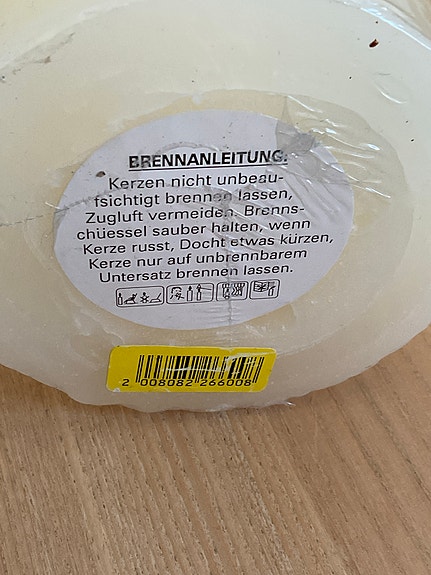 BRENNANLEITUNG:
Kerzen nicht unbeau-
fsichtigt brennen lassen,
Zugluft vermeiden. Brenns-
chüessel sauber halten, wenn
Kerze russt, Docht etwas kürzen,
Kerze nur auf unbrennbarem
Untersatz brennen lassen.
2 008082 266008